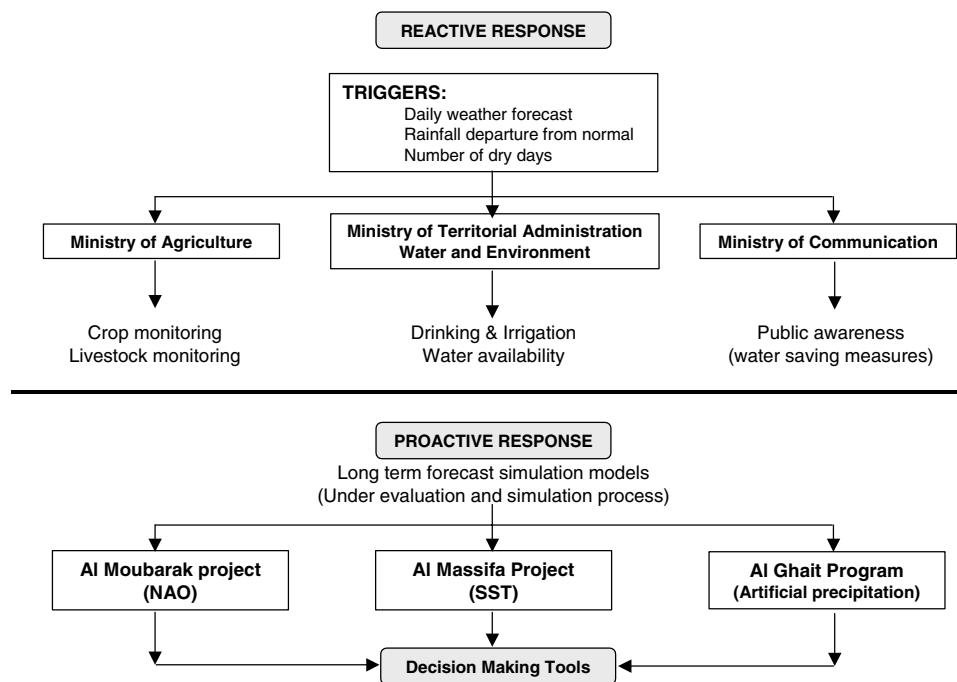 REACTIVE RESPONSE
TRIGGERS:
Daily weather forecast
Rainfall departure from normal
Number of dry days
Ministry of Agriculture
Ministry of Territorial Administration
Water and Environment
Ministry of Communication
Crop monitoring
Livestock monitoring
Drinking & Irrigation
Water availability
Public awareness
(water saving measures)
PROACTIVE RESPONSE
Long term forecast simulation models
(Under evaluation and simulation process)
Al Moubarak project
(NAO)
Al Massifa Project
(SST)
Al Ghait Program
(Artificial precipitation)
Decision Making Tools